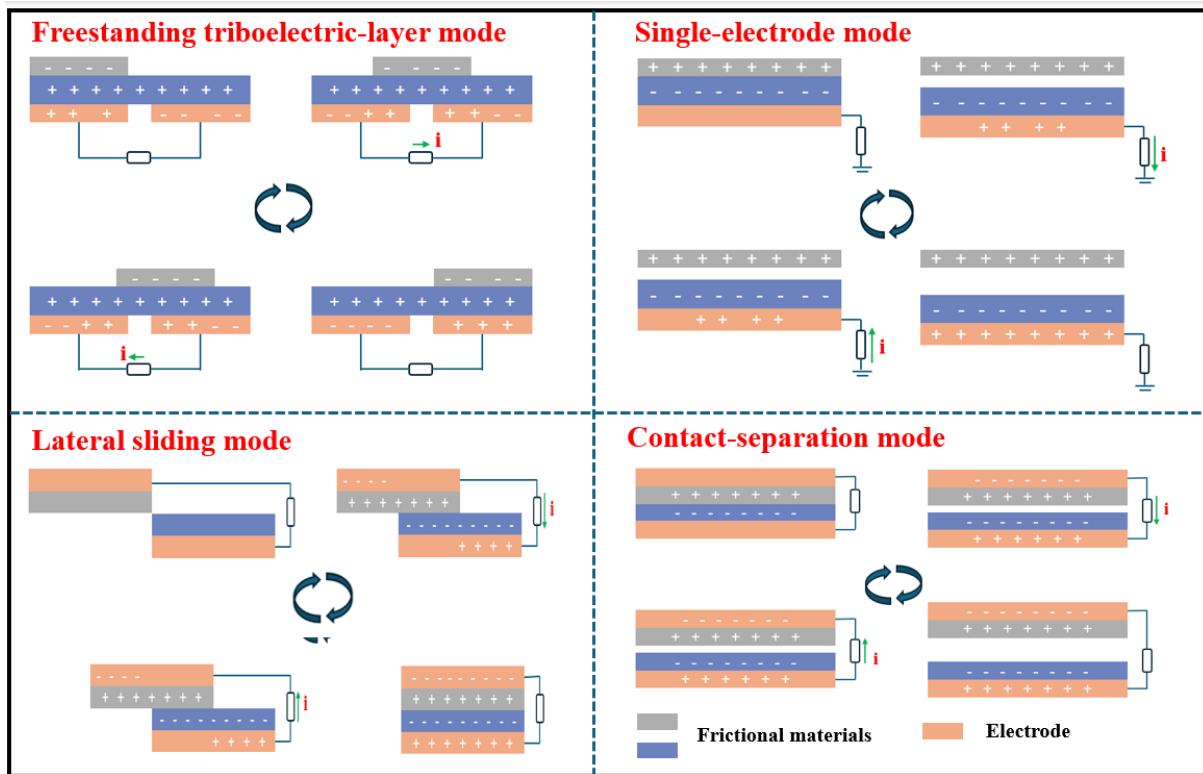 Freestanding triboelectric-layer mode
- - - -
+ + + + + + + + +
+ + + -- - -
i
- - - -
+ + + + + + + + +
- - + + + + - -
- - - -
+ + + + + + + + +
- - + + + + - -
i
- - - -
+ + + + + + + + +
- - - - + + + +
Single-electrode mode
+ + + + + + + + +
- - - - - - - - -
+ + + + + + + +
- - - - - - - -
+ + + +
i
+ + + + + + + +
- - - - - - - - -
+ + + +
i
+ + + + + + + +
- - - - - - - -
+ + + + + + + +
Lateral sliding mode
- - - -
+ + + + + + +
- - - - - - - - -
+ + + +
i
- - - -
+ + + + + + +
- - - - - - - - -
+ + + +
i
- - - - - - - - -
+ + + + + + + +
- - - - - - - - -
+ + + + + + + +
Contact-separation mode
+ + + + + + +
- - - - - - - -
- - - - - - -
+ + + + + + +
- - - - - - - -
+ + + + + +
i
- - - - - - -
+ + + + + + +
- - - - - - - -
+ + + + + +
i
- - - - - - - -
+ + + + + + +
- - - - - - - -
+ + + + + +
Frictional materials
Electrode